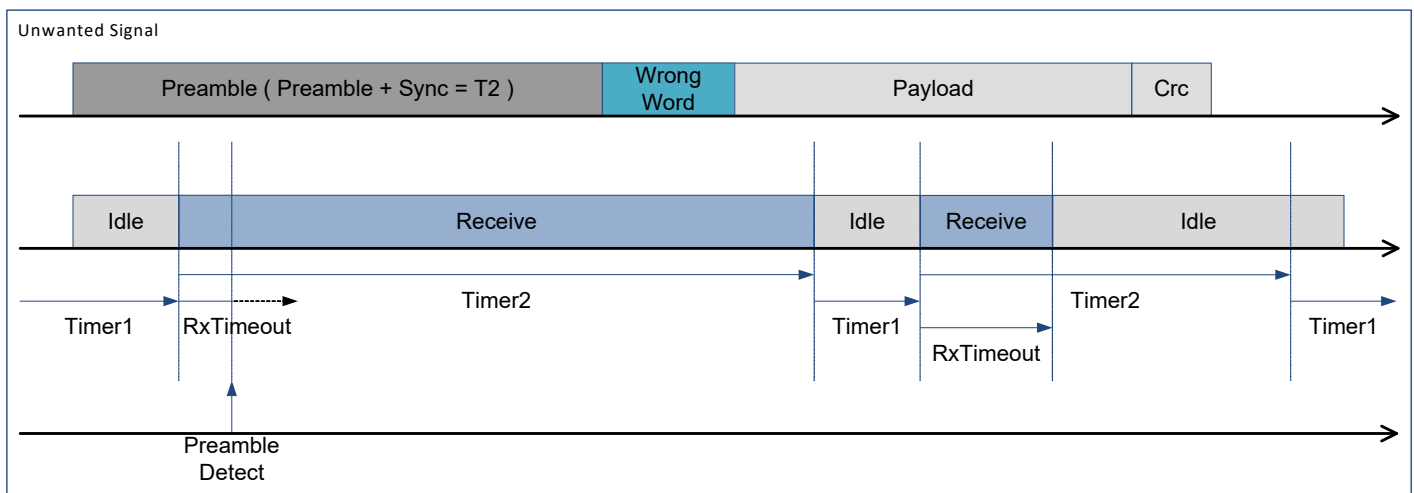 Unwanted Signal
Preamble ( Preamble + Sync = T2 )
Wrong
Word
Payload
Crc
Idle
Receive
Idle
Receive
Idle
Timer2
Timer2
Timer1
RxTimeout
Timer1
Timer1
RxTimeout
Preamble
Detect